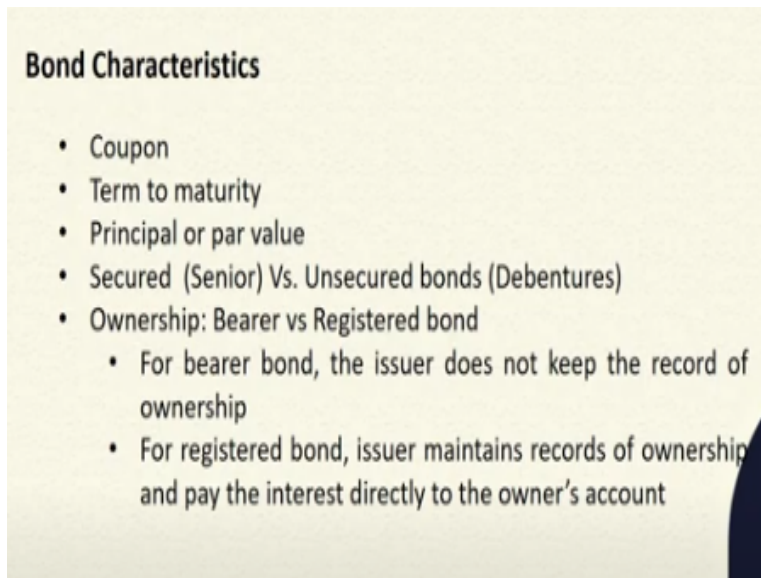 Bond Characteristics
• Coupon
• Term to maturity
• Principal or par value
• Secured (Senior) Vs. Unsecured bonds (Debentures)
• Ownership: Bearer vs Registered bond
• For bearer bond, the issuer does not keep the record of
ownership
• For registered bond, issuer maintains records of ownership
and pay the interest directly to the owner's account